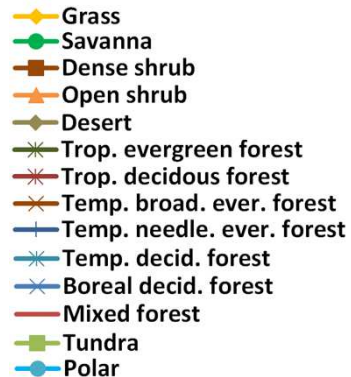 Grass
Savanna
Dense shrub
Open shrub
Desert
Trop. evergreen forest
Trop. decidous forest
Temp. broad. ever. forest
Temp. needle. ever. forest
Temp. decid. forest
Boreal decid. forest
Mixed forest
Tundra
Polar